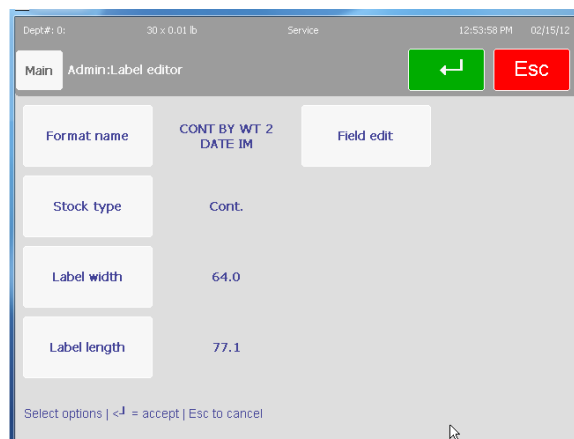 Dept#: 0: 30 x 0.01 lb Service 12:53:58 PM 02/15/12
Main Admin:Label editor Esc
Format name CONT BY WT 2 DATE IM Field edit
Stock type Cont.
Label width 64.0
Label length 77.1
Select options | <┘ = accept | Esc to cancel